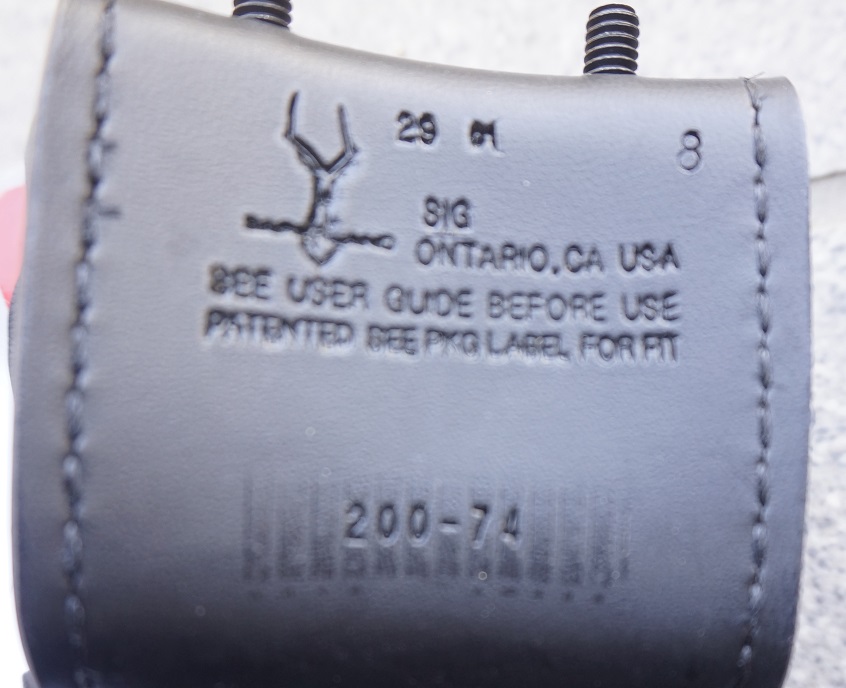 29 01 8
SIG
ONTARIO, CA USA
SEE USER GUIDE BEFORE USE
PATENTED SEE PKG LABEL FOR FIT
200-74